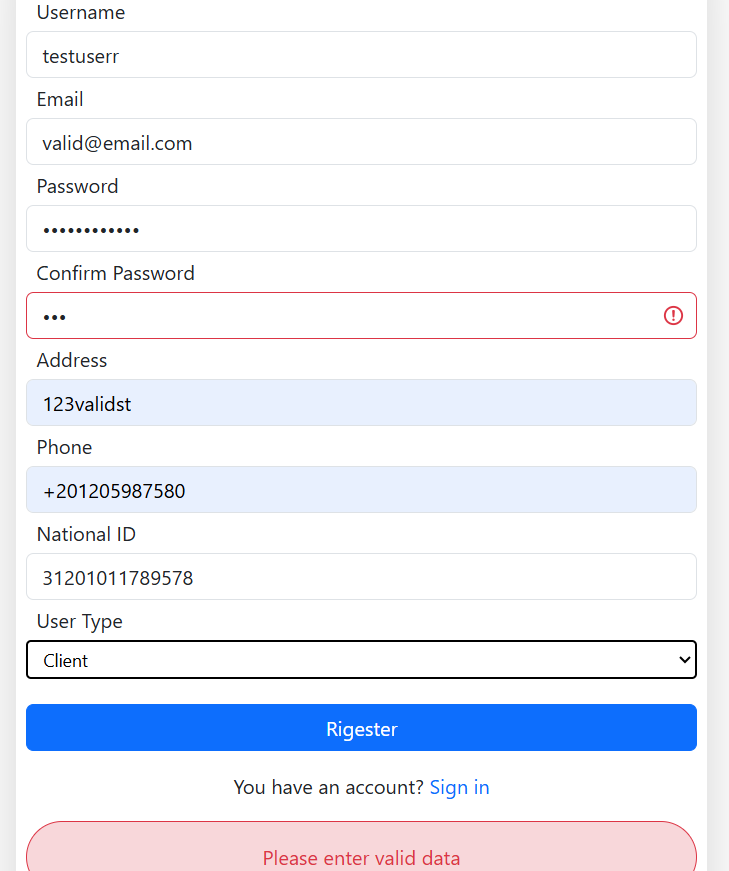 Username
testuserr
Email
valid@email.com
Password
••••••••••••
Confirm Password
•••
Address
123validst
Phone
+201205987580
National ID
31201011789578
User Type
Client
Rigester
You have an account? Sign in
Please enter valid data